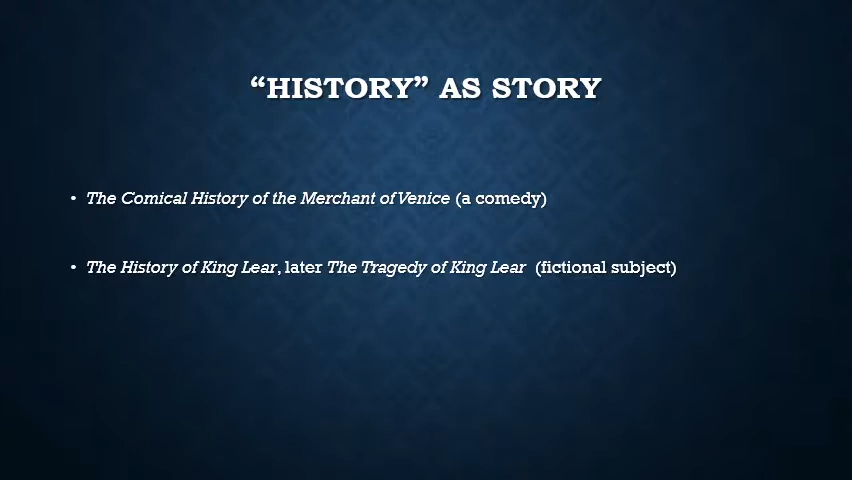 “HISTORY” AS STORY
• The Comical History of the Merchant of Venice (a comedy)
• The History of King Lear, later The Tragedy of King Lear (fictional subject)